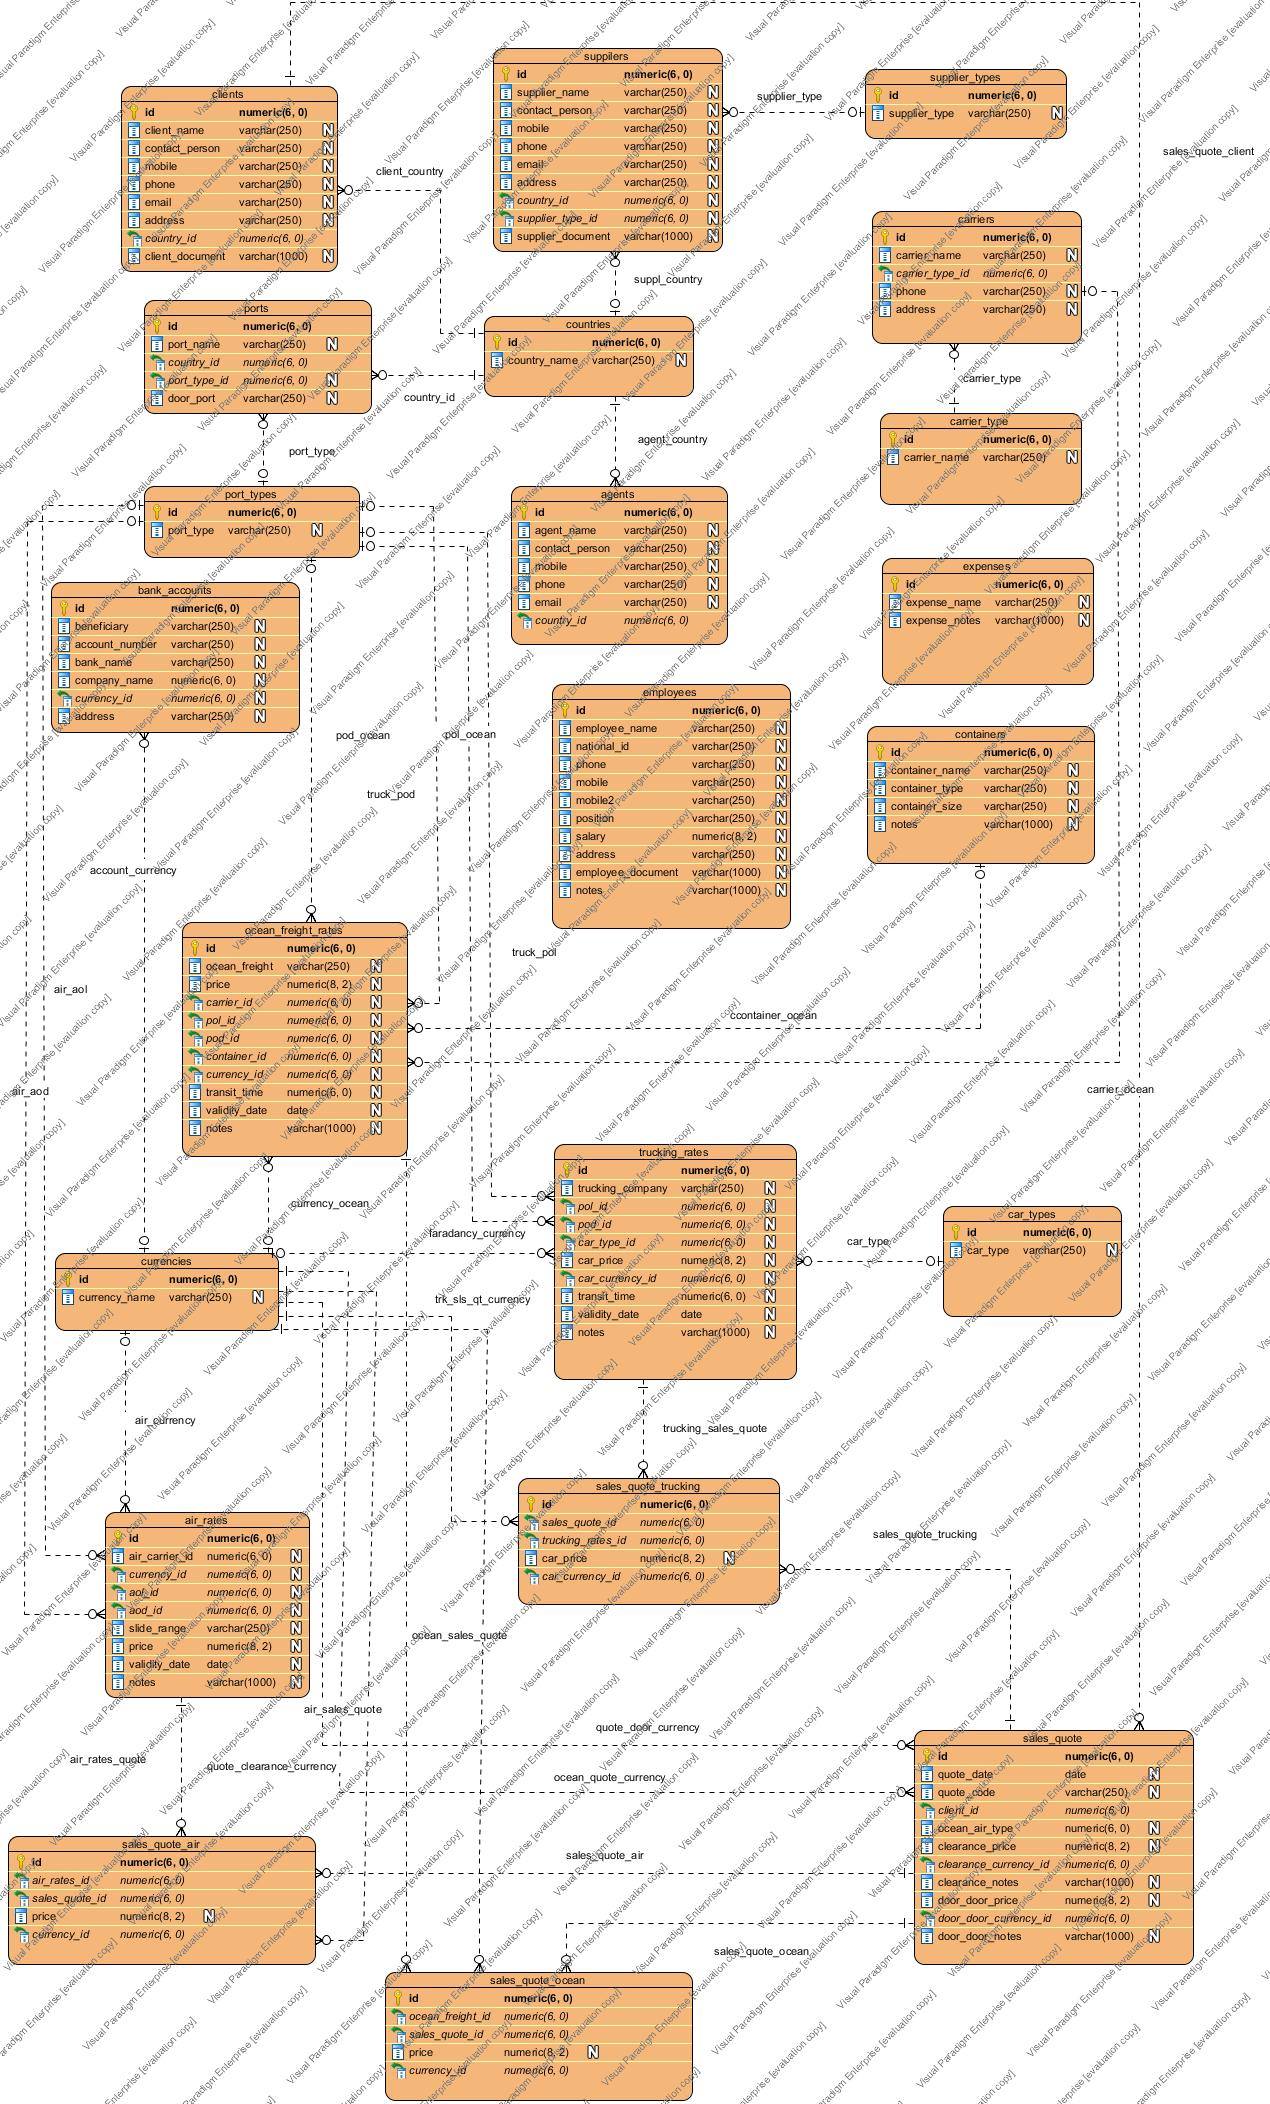 clients
id numeric(6, 0)
client_name varchar(250) N
contact_person varchar(250) N
mobile varchar(250) N
phone varchar(250) N
email varchar(250) N
address varchar(250) N
country_id numeric(6, 0)
client_document varchar(1000) N
suppilers
id numeric(6, 0)
supplier_name varchar(250) N
contact_person varchar(250) N
mobile varchar(250) N
phone varchar(250) N
email varchar(250) N
address varchar(250) N
country_id numeric(6, 0) N
supplier_type_id numeric(6, 0) N
supplier_document varchar(1000) N
supplier_type
supplier_types
id numeric(6, 0)
supplier_type varchar(250) N
sales_quote_client
client_country
suppl_country
carriers
id numeric(6, 0)
carrier_name varchar(250) N
carrier_type_id numeric(6, 0)
phone varchar(250) N
address varchar(250) N
ports
id numeric(6, 0)
port_name varchar(250) N
country_id numeric(6, 0)
port_type_id numeric(6, 0) N
door_port varchar(250) N
countries
id numeric(6, 0)
country_name varchar(250) N
country_id
carrier_type
agent_country
port_type
carrier_type
id numeric(6, 0)
carrier_name varchar(250) N
port_types
id numeric(6, 0)
port_type varchar(250) N
agents
id numeric(6, 0)
agent_name varchar(250) N
contact_person varchar(250) N
mobile varchar(250) N
phone varchar(250) N
email varchar(250) N
country_id numeric(6, 0)
expenses
id numeric(6, 0)
expense_name varchar(250) N
expense_notes varchar(1000) N
bank_accounts
id numeric(6, 0)
beneficiary varchar(250) N
account_number varchar(250) N
bank_name varchar(250) N
company_name numeric(6, 0) N
currency_id numeric(6, 0) N
address varchar(250) N
employees
id numeric(6, 0)
employee_name varchar(250) N
national_id varchar(250) N
phone varchar(250) N
mobile varchar(250) N
mobile2 varchar(250) N
position varchar(250) N
salary numeric(8, 2) N
address varchar(250) N
employee_document varchar(1000) N
notes varchar(1000) N
containers
id numeric(6, 0)
container_name varchar(250) N
container_type varchar(250) N
container_size varchar(250) N
notes varchar(1000) N
pod_ocean
pol_ocean
truck_pod
account_currency
truck_pol
air_aol
ocean_freight_rates
id numeric(6, 0)
ocean_freight varchar(250) N
price numeric(8, 2) N
carrier_id numeric(6, 0) N
pol_id numeric(6, 0) N
pod_id numeric(6, 0) N
container_id numeric(6, 0) N
currency_id numeric(6, 0) N
transit_time numeric(6, 0) N
validity_date date N
notes varchar(1000) N
ccontainer_ocean
air_aod
carrier_ocean
trucking_rates
id numeric(6, 0)
trucking_company varchar(250) N
pol_id numeric(6, 0) N
pod_id numeric(6, 0) N
car_type_id numeric(6, 0) N
car_price numeric(8, 2) N
car_currency_id numeric(6, 0) N
transit_time numeric(6, 0) N
validity_date date N
notes varchar(1000) N
currency_ocean
faradancy_currency
car_type
car_types
id numeric(6, 0)
car_type varchar(250) N
currencies
id numeric(6, 0)
currency_name varchar(250) N
trk_sls_qt_currency
air_currency
trucking_sales_quote
sales_quote_trucking
id numeric(6, 0)
sales_quote_id numeric(6, 0)
trucking_rates_id numeric(6, 0)
car_price numeric(8, 2) N
car_currency_id numeric(6, 0)
sales_quote_trucking
air_rates
id numeric(6, 0)
air_carrier_id numeric(6, 0) N
currency_id numeric(6, 0) N
aol_id numeric(6, 0) N
aod_id numeric(6, 0) N
slide_range varchar(250) N
price numeric(8, 2) N
validity_date date N
notes varchar(1000) N
ocean_sales_quote
air_sales_quote
quote_door_currency
air_rates_quote
quote_clearance_currency
ocean_quote_currency
sales_quote
id numeric(6, 0)
quote_date date N
quote_code varchar(250) N
client_id numeric(6, 0)
ocean_air_type numeric(6, 0) N
clearance_price numeric(8, 2) N
clearance_currency_id numeric(6, 0)
clearance_notes varchar(1000) N
door_door_price numeric(8, 2) N
door_door_currency_id numeric(6, 0)
door_door_notes varchar(1000) N
sales_quote_air
id numeric(6, 0)
air_rates_id numeric(6, 0)
sales_quote_id numeric(6, 0)
price numeric(8, 2) N
currency_id numeric(6, 0)
sales_quote_air
sales_quote_ocean
sales_quote_ocean
id numeric(6, 0)
ocean_freight_id numeric(6, 0)
sales_quote_id numeric(6, 0)
price numeric(8, 2) N
currency_id numeric(6, 0)
Visual Paradigm Enterprise [evaluation copy]